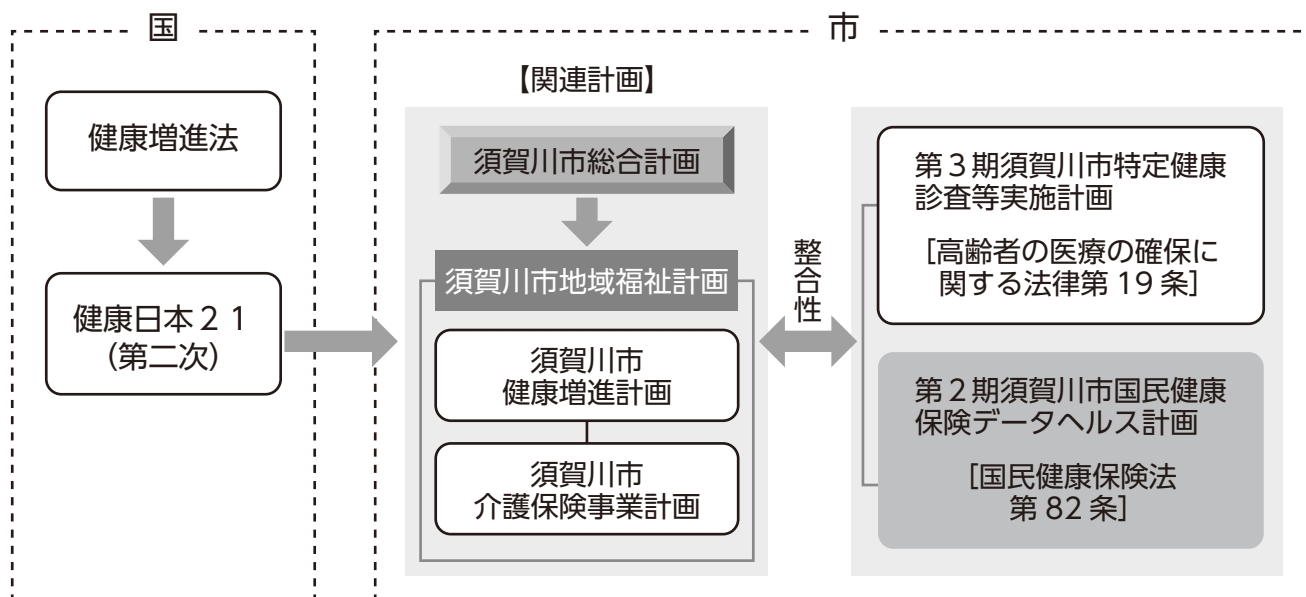 国
市
健康増進法
健康日本２１
（第二次）
【関連計画】
須賀川市総合計画
須賀川市地域福祉計画
須賀川市
健康増進計画
須賀川市
介護保険事業計画
整合性
第３期須賀川市特定健康
診査等実施計画
［高齢者の医療の確保に
関する法律第 19 条］
第２期須賀川市国民健康
保険データヘルス計画
［国民健康保険法
第 82 条］